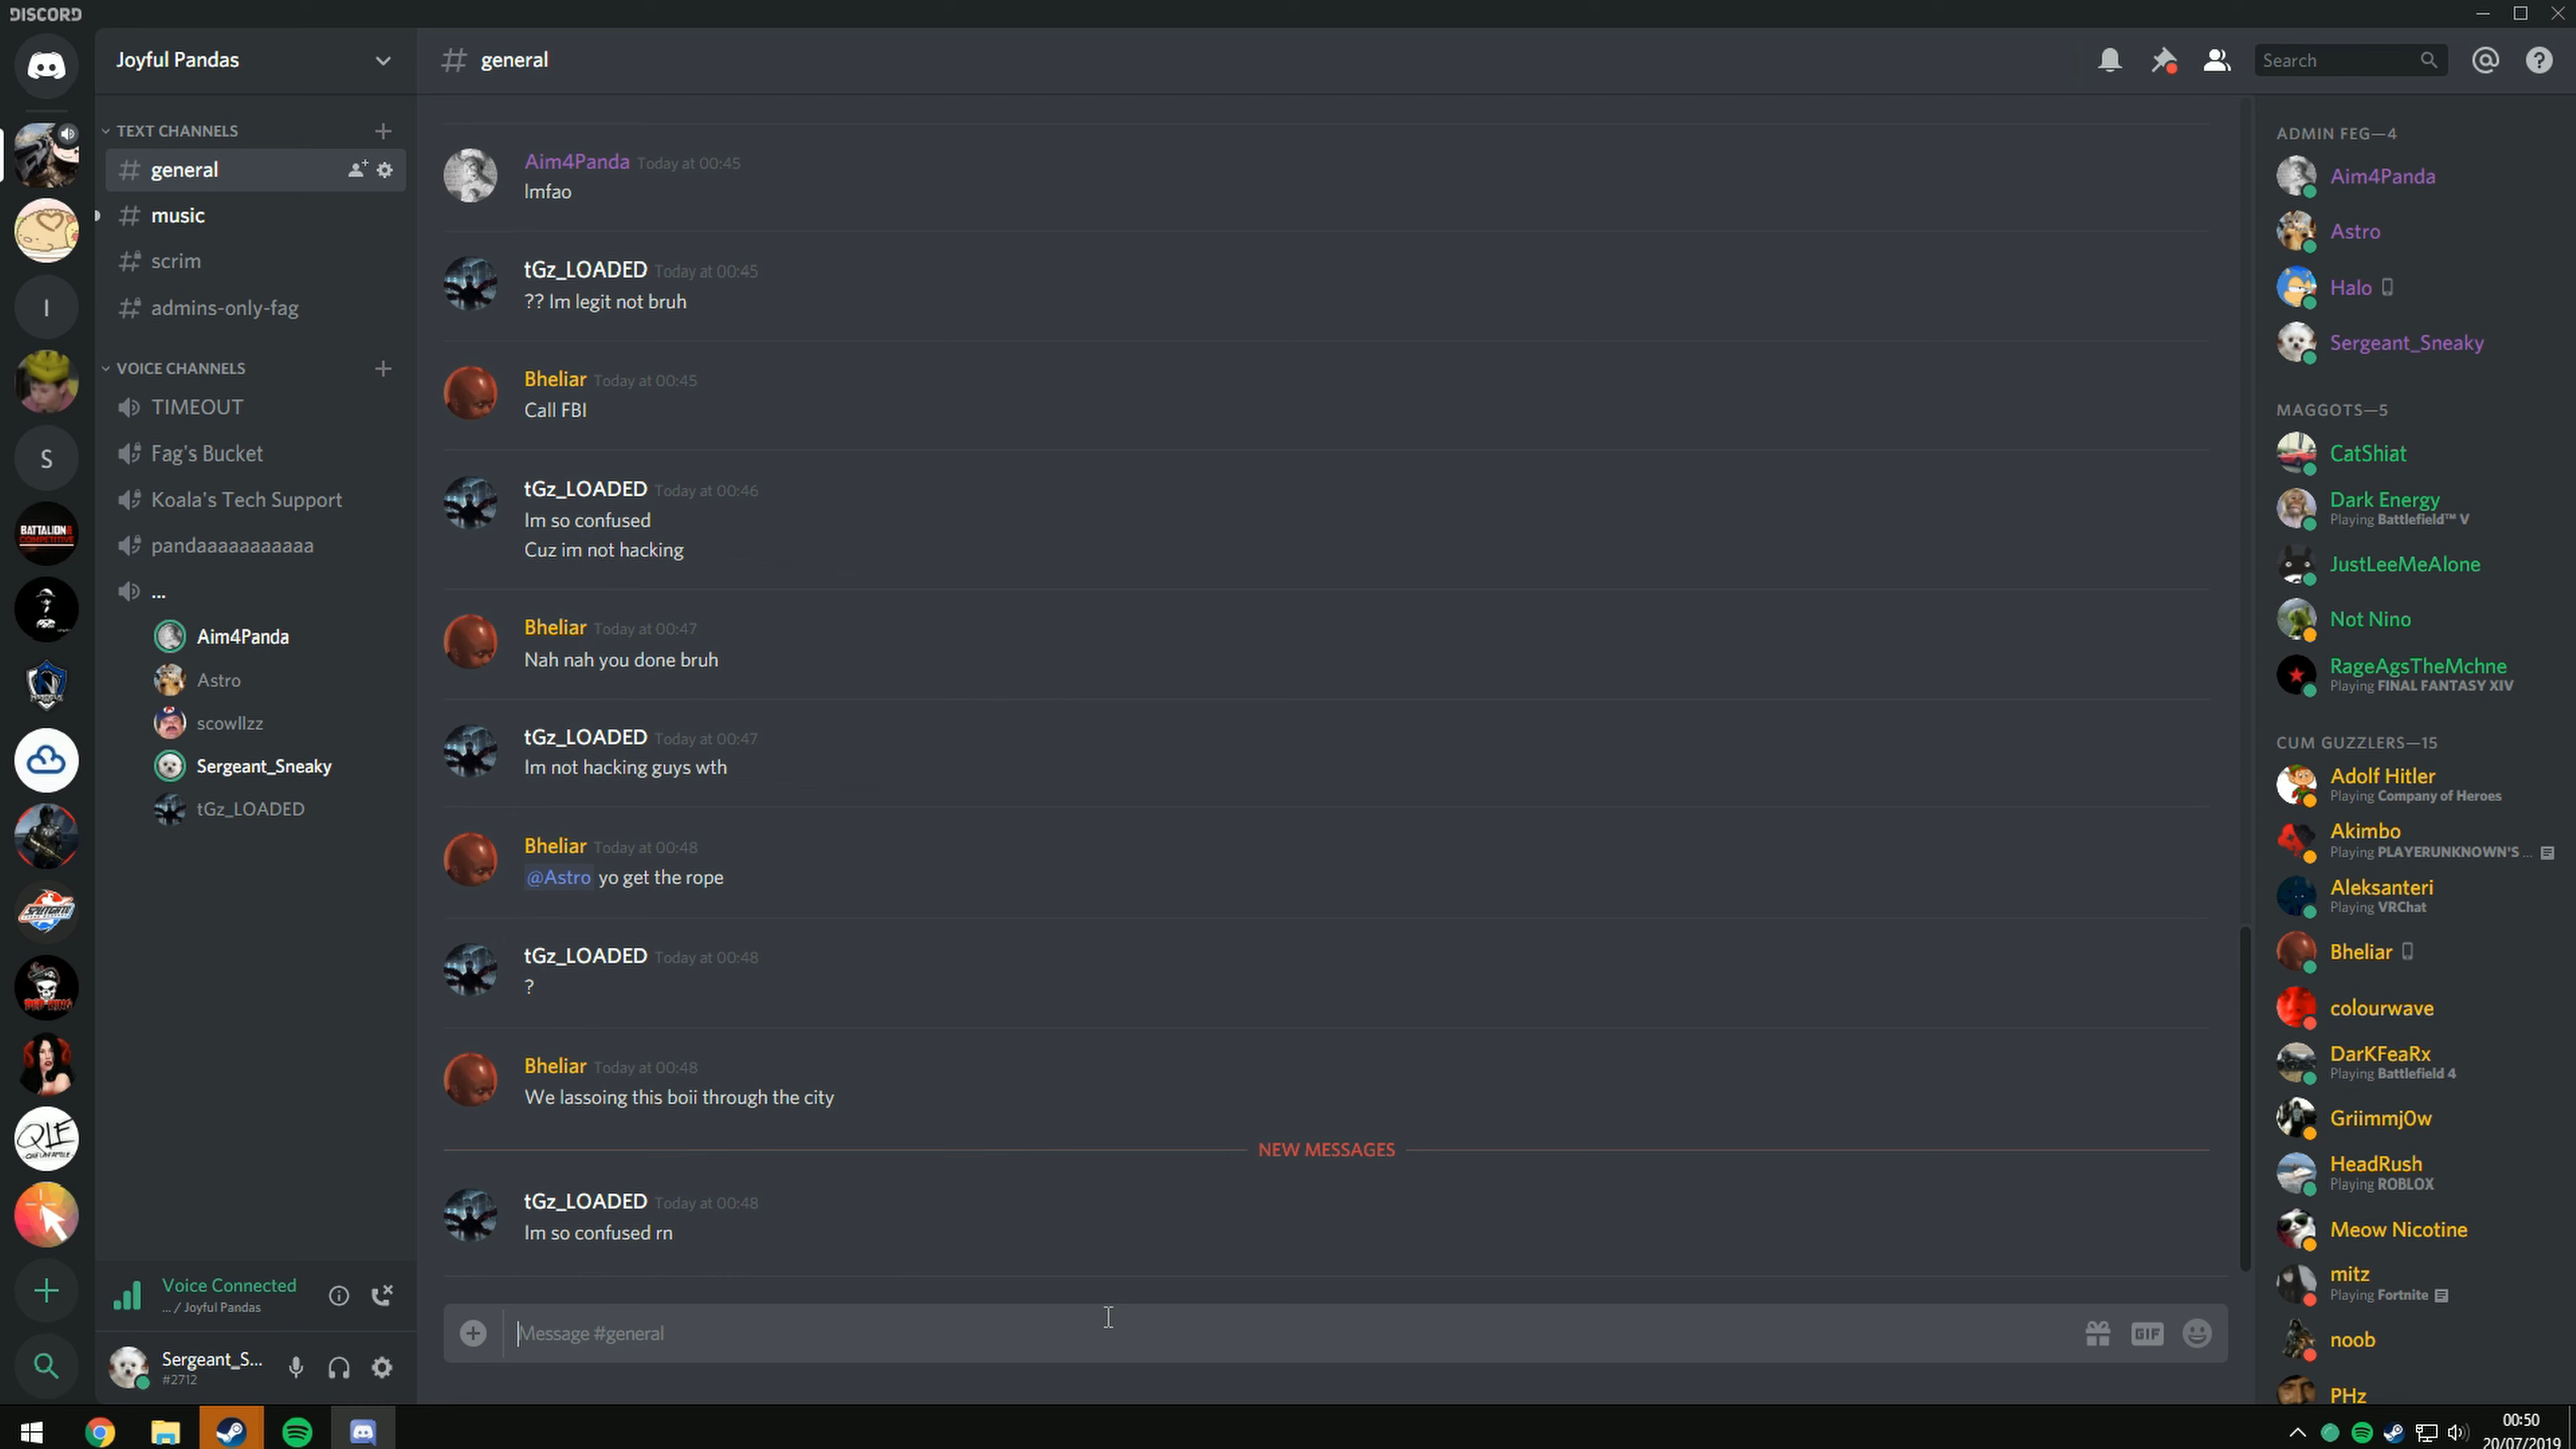 DISCORD
Joyful Pandas
general
Search
TEXT CHANNELS
general
music
scrim
admins-only-fag
VOICE CHANNELS
TIMEOUT
Fag's Bucket
Koala's Tech Support
pandaaaaaaaaaaa
...
Aim4Panda
Astro
scowllzz
Sergeant_Sneaky
tGz_LOADED
Voice Connected
... / Joyful Pandas
Sergeant_S...
#2712
I
S
BATTALION
COMPETITIVE
QLF
Aim4Panda Today at 00:45
lmfao
tGz_LOADED Today at 00:45
?? Im legit not bruh
Bheliar Today at 00:45
Call FBI
tGz_LOADED Today at 00:46
Im so confused
Cuz im not hacking
Bheliar Today at 00:47
Nah nah you done bruh
tGz_LOADED Today at 00:47
Im not hacking guys wth
Bheliar Today at 00:48
@Astro yo get the rope
tGz_LOADED Today at 00:48
?
Bheliar Today at 00:48
We lassoing this boii through the city
NEW MESSAGES
tGz_LOADED Today at 00:48
Im so confused rn
Message #general
GIF
ADMIN FEG—4
Aim4Panda
Astro
Halo
Sergeant_Sneaky
MAGGOTS—5
CatShiat
Dark Energy
Playing Battlefield™ V
JustLeeMeAlone
Not Nino
RageAgsTheMchne
Playing FINAL FANTASY XIV
CUM GUZZLERS—15
Adolf Hitler
Playing Company of Heroes
Akimbo
Playing PLAYERUNKNOWN'S ...
Aleksanteri
Playing VRChat
Bheliar
colourwave
DarKFeaRx
Playing Battlefield 4
Griimmj0w
HeadRush
Playing ROBLOX
Meow Nicotine
mitz
Playing Fortnite
noob
PHz
00:50
20/07/2019